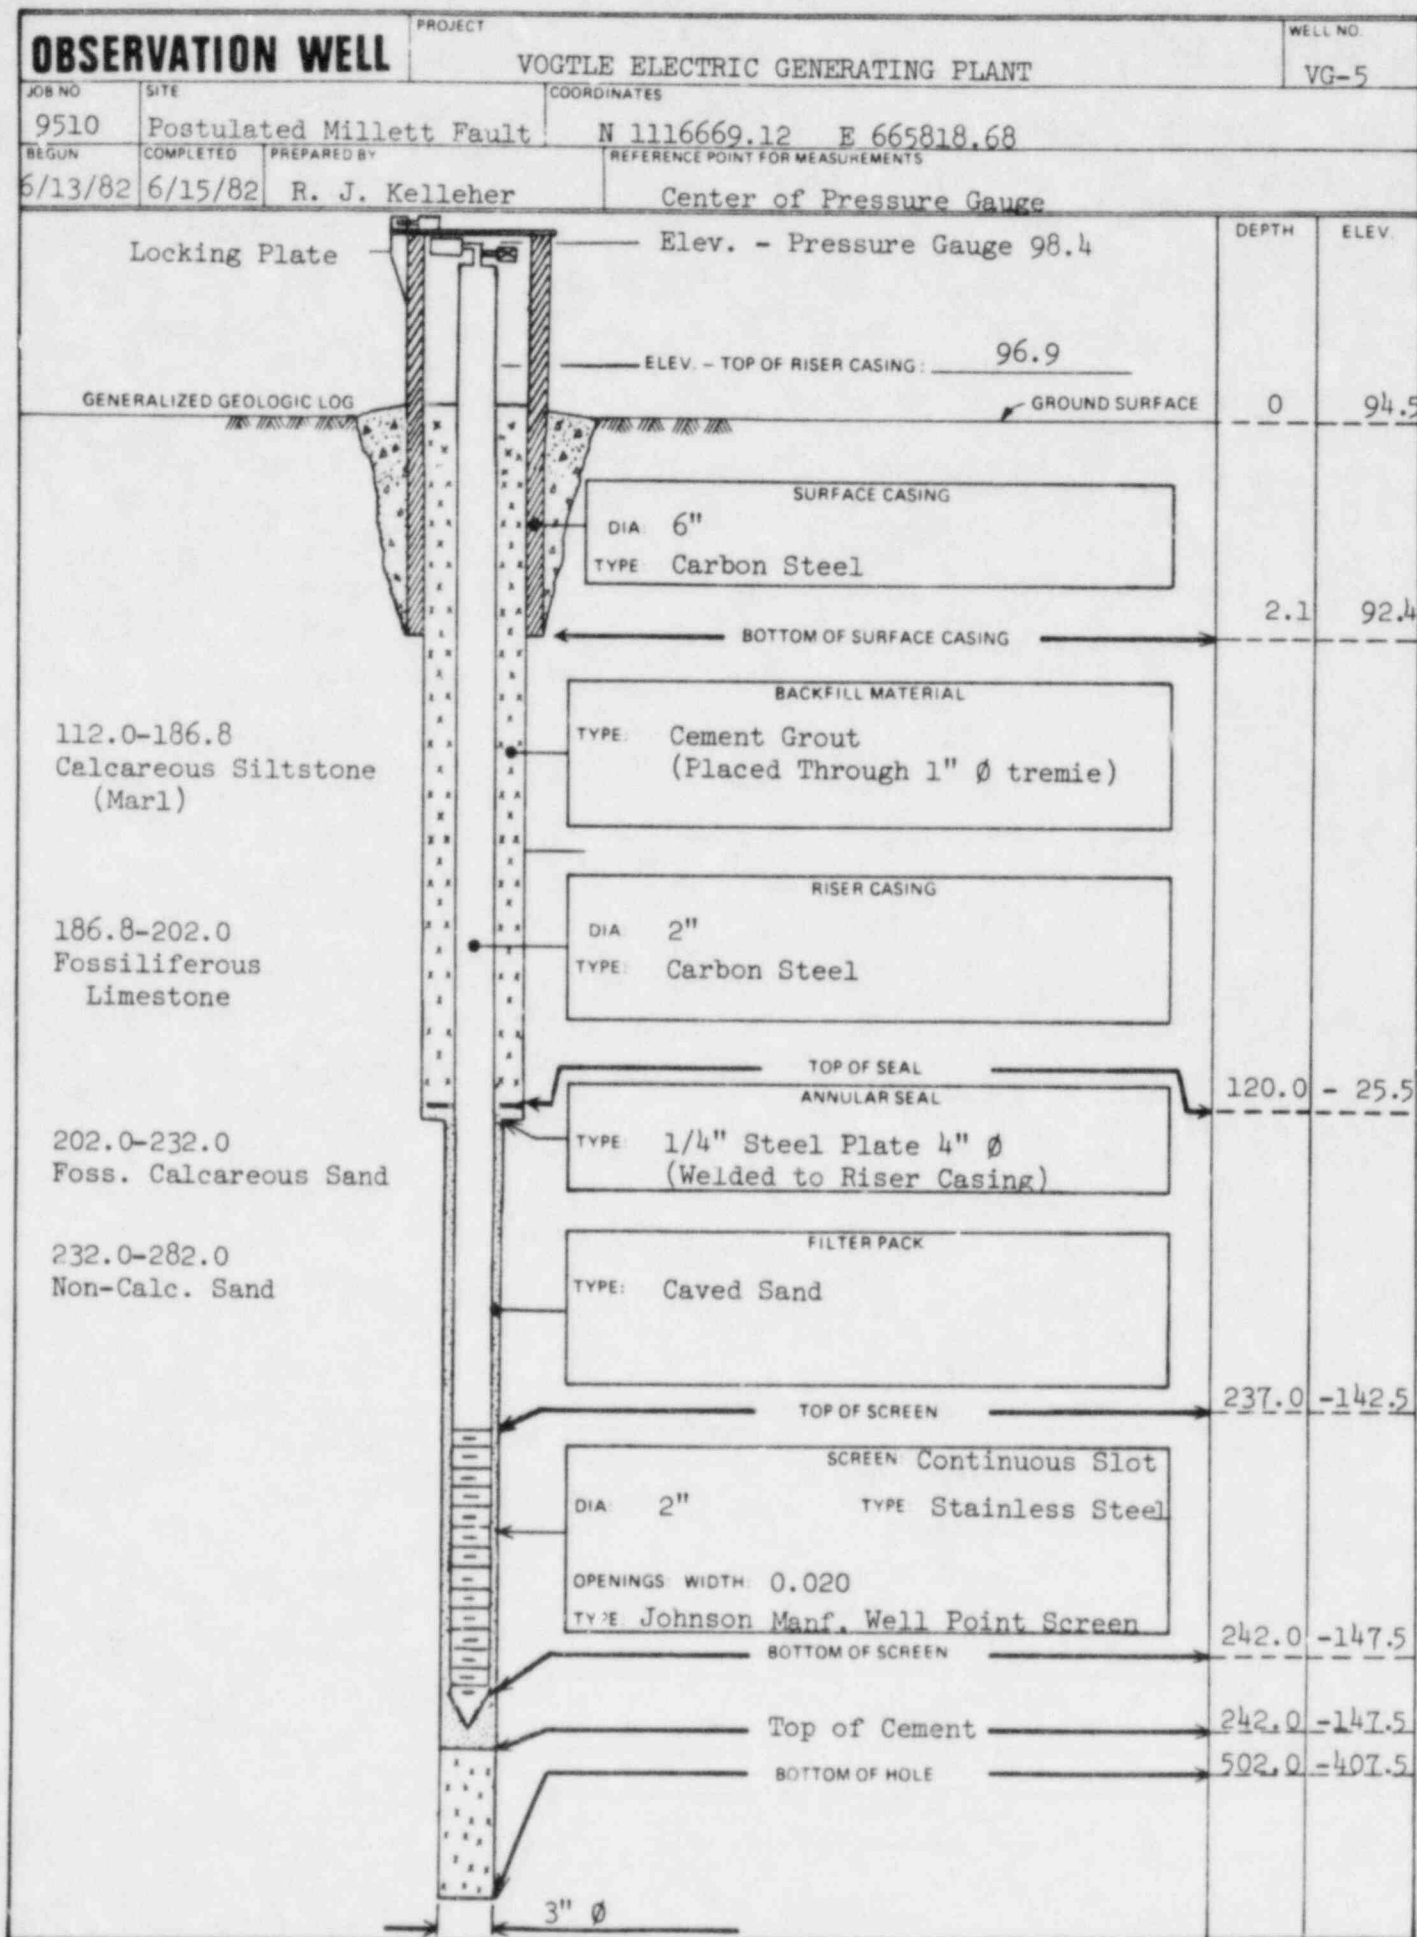 OBSERVATION WELL
PROJECT
VOGTLE ELECTRIC GENERATING PLANT
WELL NO.
VG-5
JOB NO
9510
SITE
Postulated Millett Fault
COORDINATES
N 1116669.12 E 665818.68
BEGUN
6/13/82
COMPLETED
6/15/82
PREPARED BY
R. J. Kelleher
REFERENCE POINT FOR MEASUREMENTS
Center of Pressure Gauge
DEPTH
ELEV.
Locking Plate
Elev. - Pressure Gauge 98.4
ELEV. - TOP OF RISER CASING: 96.9
GENERALIZED GEOLOGIC LOG
GROUND SURFACE
0 94.5
SURFACE CASING
DIA: 6"
TYPE: Carbon Steel
2.1 92.4
BOTTOM OF SURFACE CASING
BACKFILL MATERIAL
TYPE: Cement Grout
(Placed Through 1" Ø tremie)
112.0-186.8
Calcareous Siltstone
(Marl)
RISER CASING
DIA: 2"
TYPE: Carbon Steel
186.8-202.0
Fossiliferous
Limestone
TOP OF SEAL
120.0 - 25.5
ANNULAR SEAL
TYPE: 1/4" Steel Plate 4" Ø
(Welded to Riser Casing)
202.0-232.0
Foss. Calcareous Sand
232.0-282.0
Non-Calc. Sand
FILTER PACK
TYPE: Caved Sand
237.0 -142.5
TOP OF SCREEN
SCREEN: Continuous Slot
DIA: 2" TYPE: Stainless Steel
OPENINGS WIDTH: 0.020
TYPE: Johnson Manf. Well Point Screen
242.0 -147.5
BOTTOM OF SCREEN
Top of Cement
242.0 -147.5
BOTTOM OF HOLE
502.0 -407.5
3" Ø